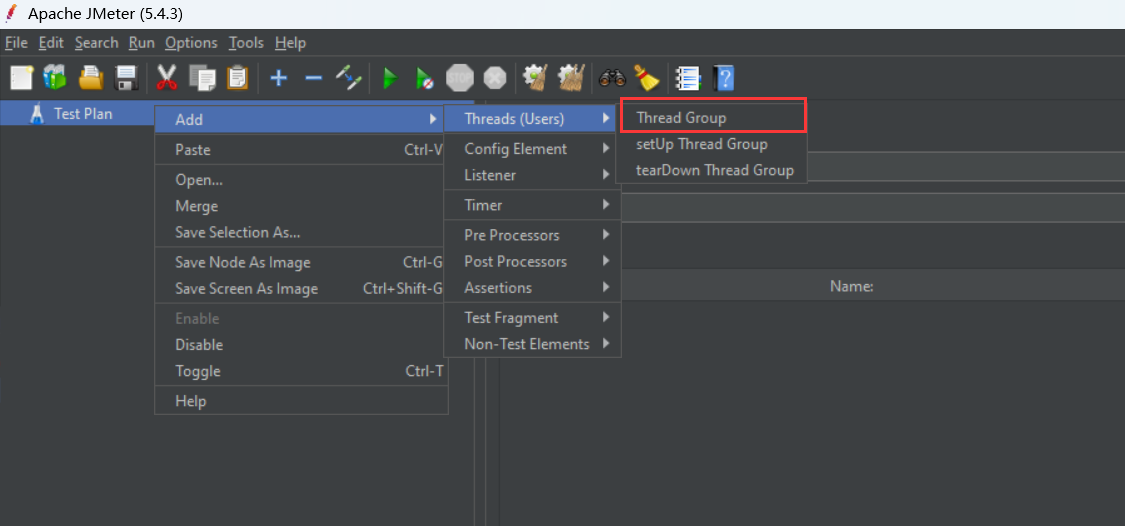 Apache JMeter (5.4.3)
File Edit Search Run Options Tools Help
STOP
Test Plan
Add
Paste Ctrl-V
Open...
Merge
Save Selection As...
Save Node As Image Ctrl-G
Save Screen As Image Ctrl+Shift-G
Enable
Disable
Toggle Ctrl-T
Help
Threads (Users)
Config Element
Listener
Timer
Pre Processors
Post Processors
Assertions
Test Fragment
Non-Test Elements
Thread Group
setUp Thread Group
tearDown Thread Group
Name: